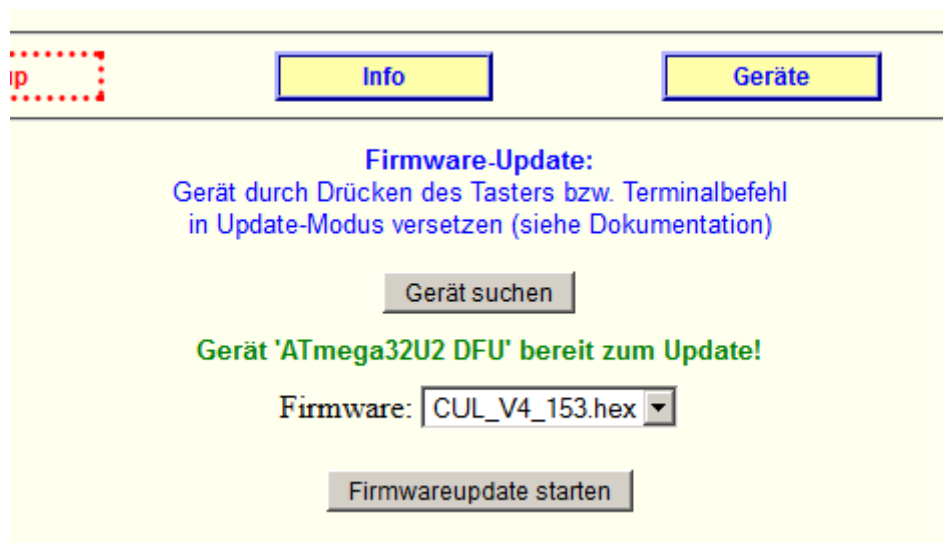 up
Info
Geräte
Firmware-Update:
Gerät durch Drücken des Tasters bzw. Terminalbefehl
in Update-Modus versetzen (siehe Dokumentation)
Gerät suchen
Gerät 'ATmega32U2 DFU' bereit zum Update!
Firmware: CUL_V4_153.hex
Firmwareupdate starten